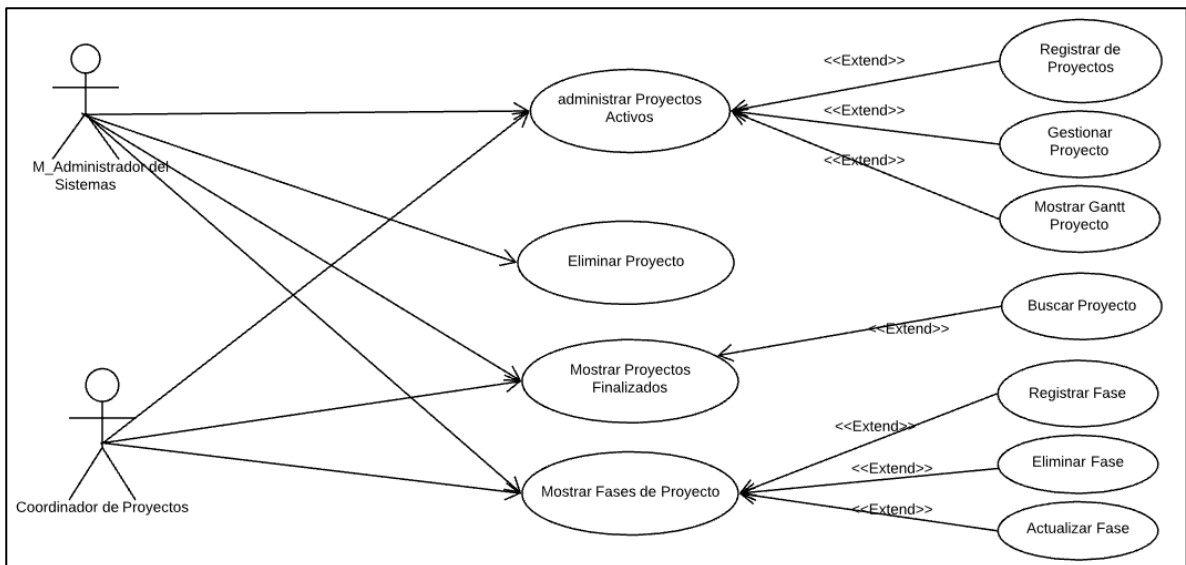 M_Administrador del
Sistemas
Coordinador de Proyectos
administrar Proyectos
Activos
Eliminar Proyecto
Mostrar Proyectos
Finalizados
Mostrar Fases de Proyecto
<<Extend>>
<<Extend>>
<<Extend>>
<<Extend>>
<<Extend>>
<<Extend>>
<<Extend>>
Registrar de
Proyectos
Gestionar
Proyecto
Mostrar Gantt
Proyecto
Buscar Proyecto
Registrar Fase
Eliminar Fase
Actualizar Fase